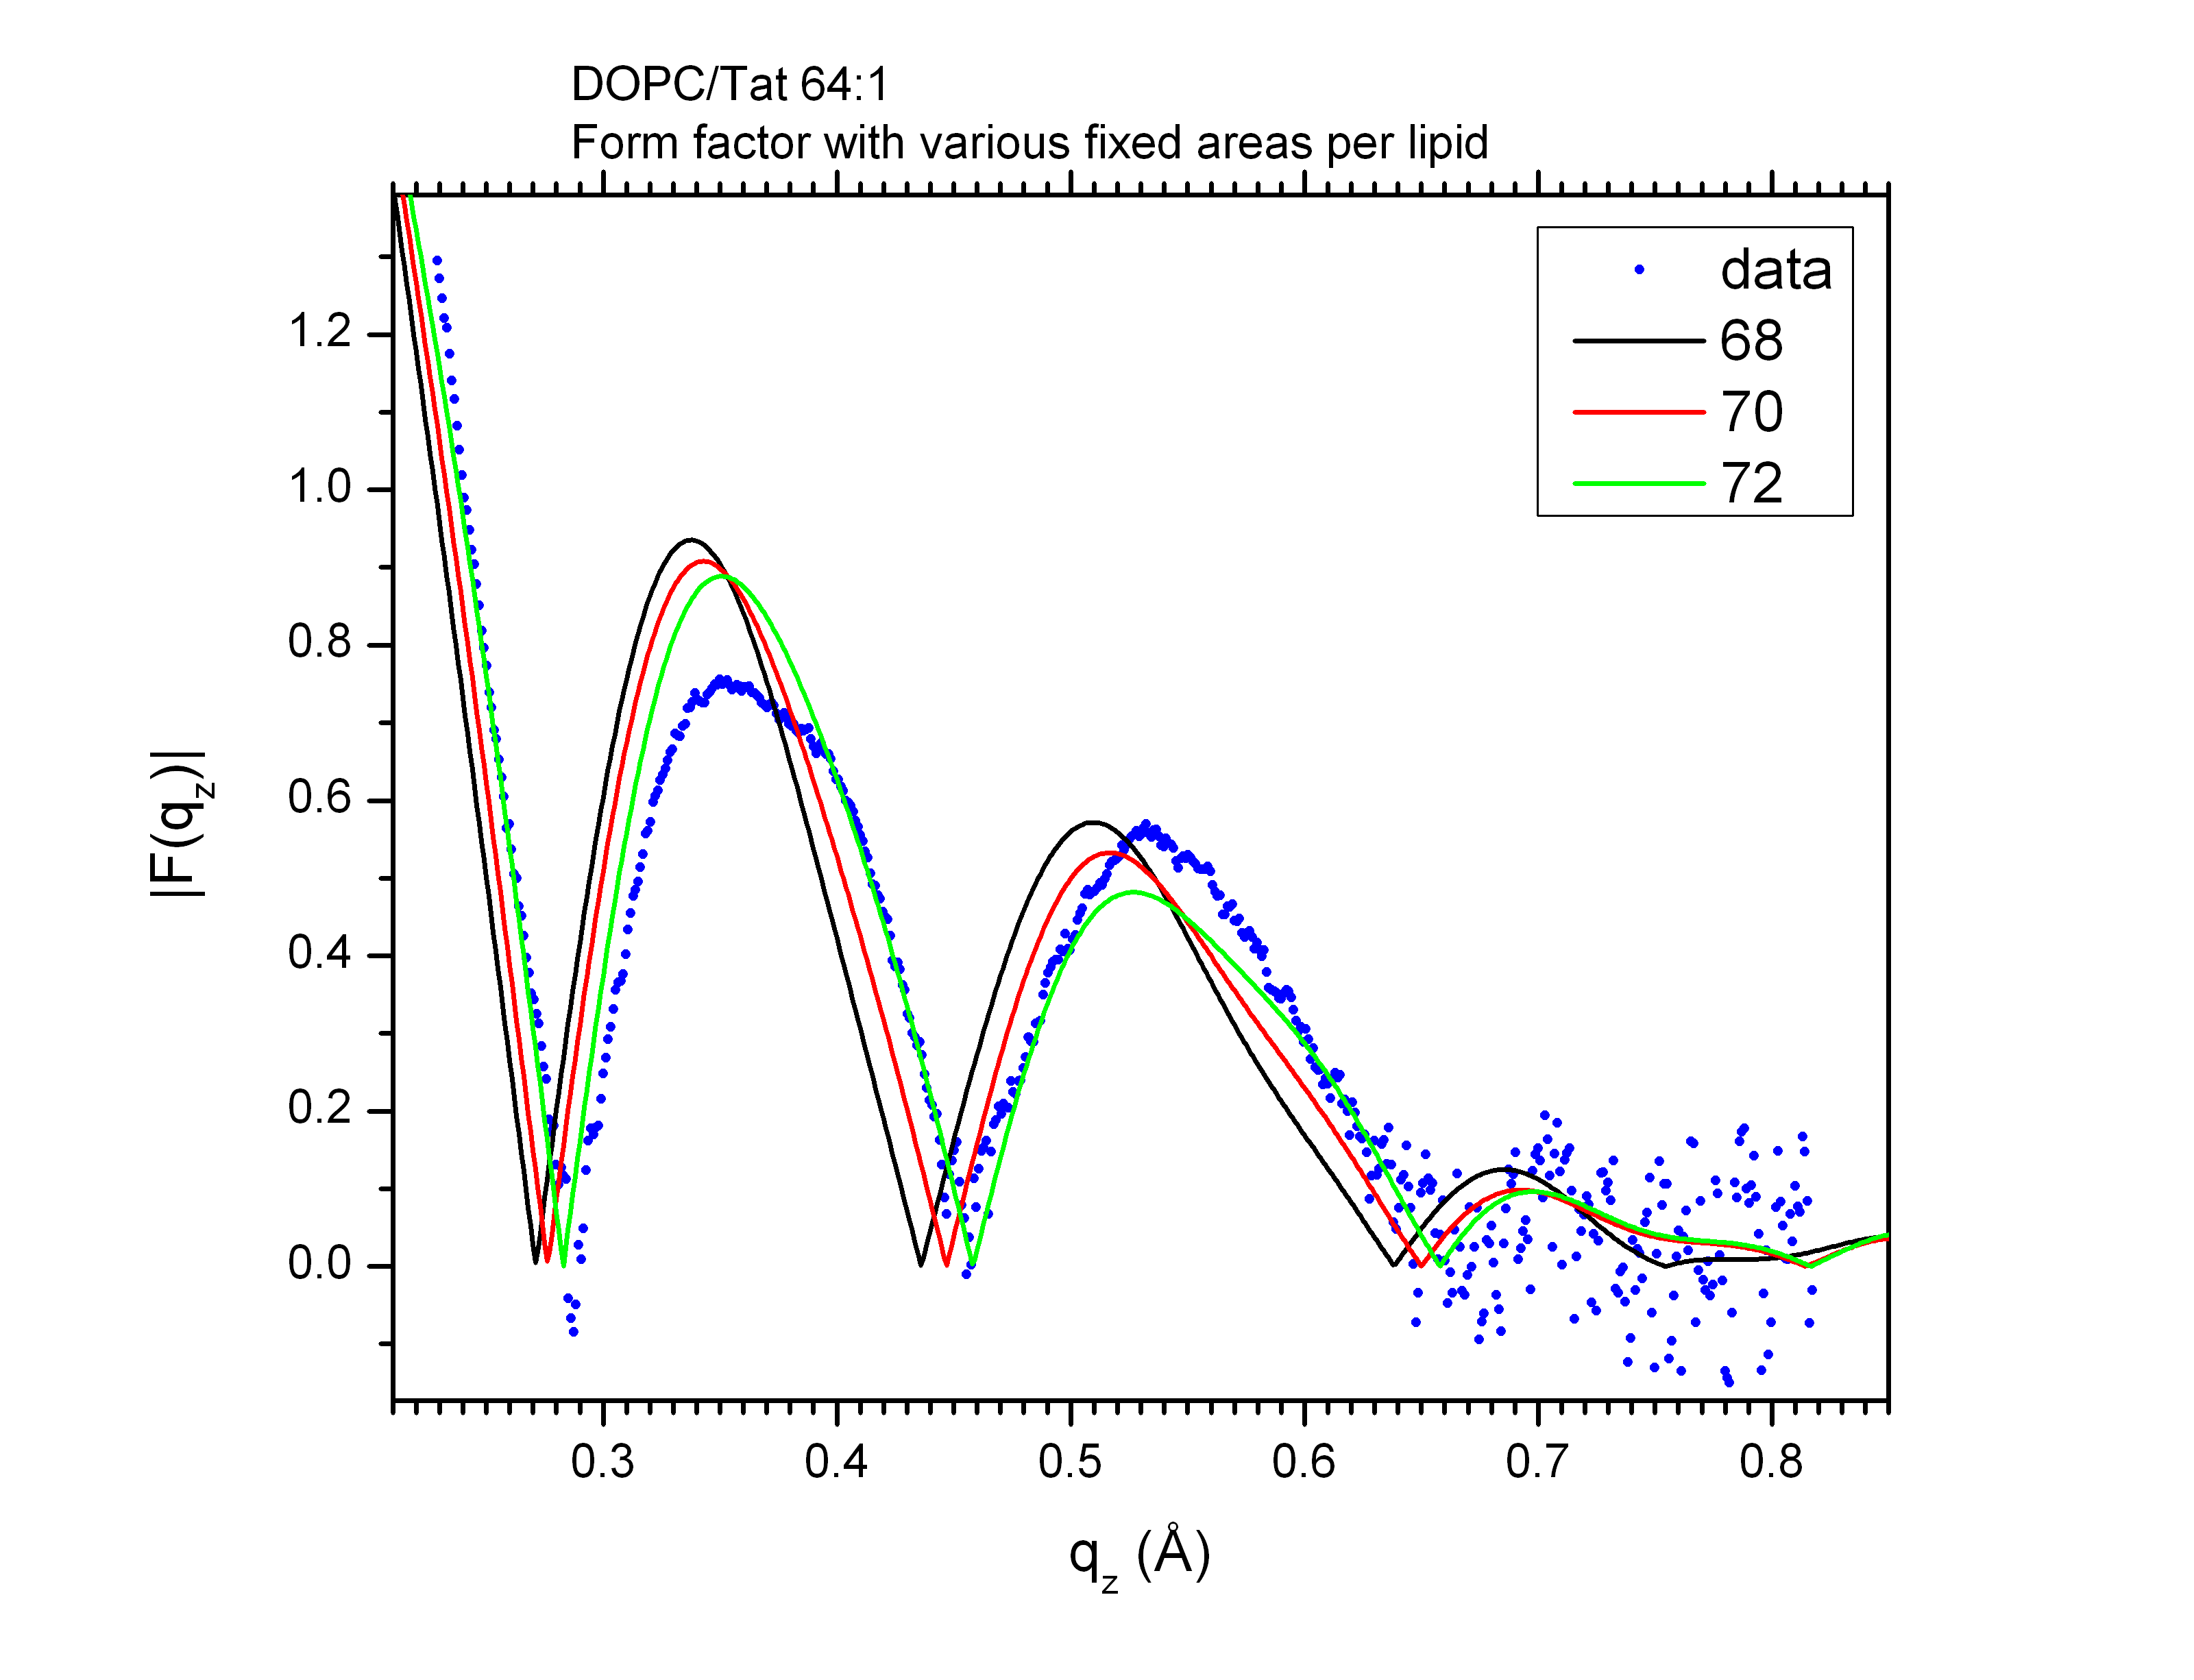 DOPC/Tat 64:1
Form factor with various fixed areas per lipid
data
68
70
72
1.2
1.0
0.8
0.6
0.4
0.2
0.0
|F(qz)|
0.3 0.4 0.5 0.6 0.7 0.8
qz (Å)